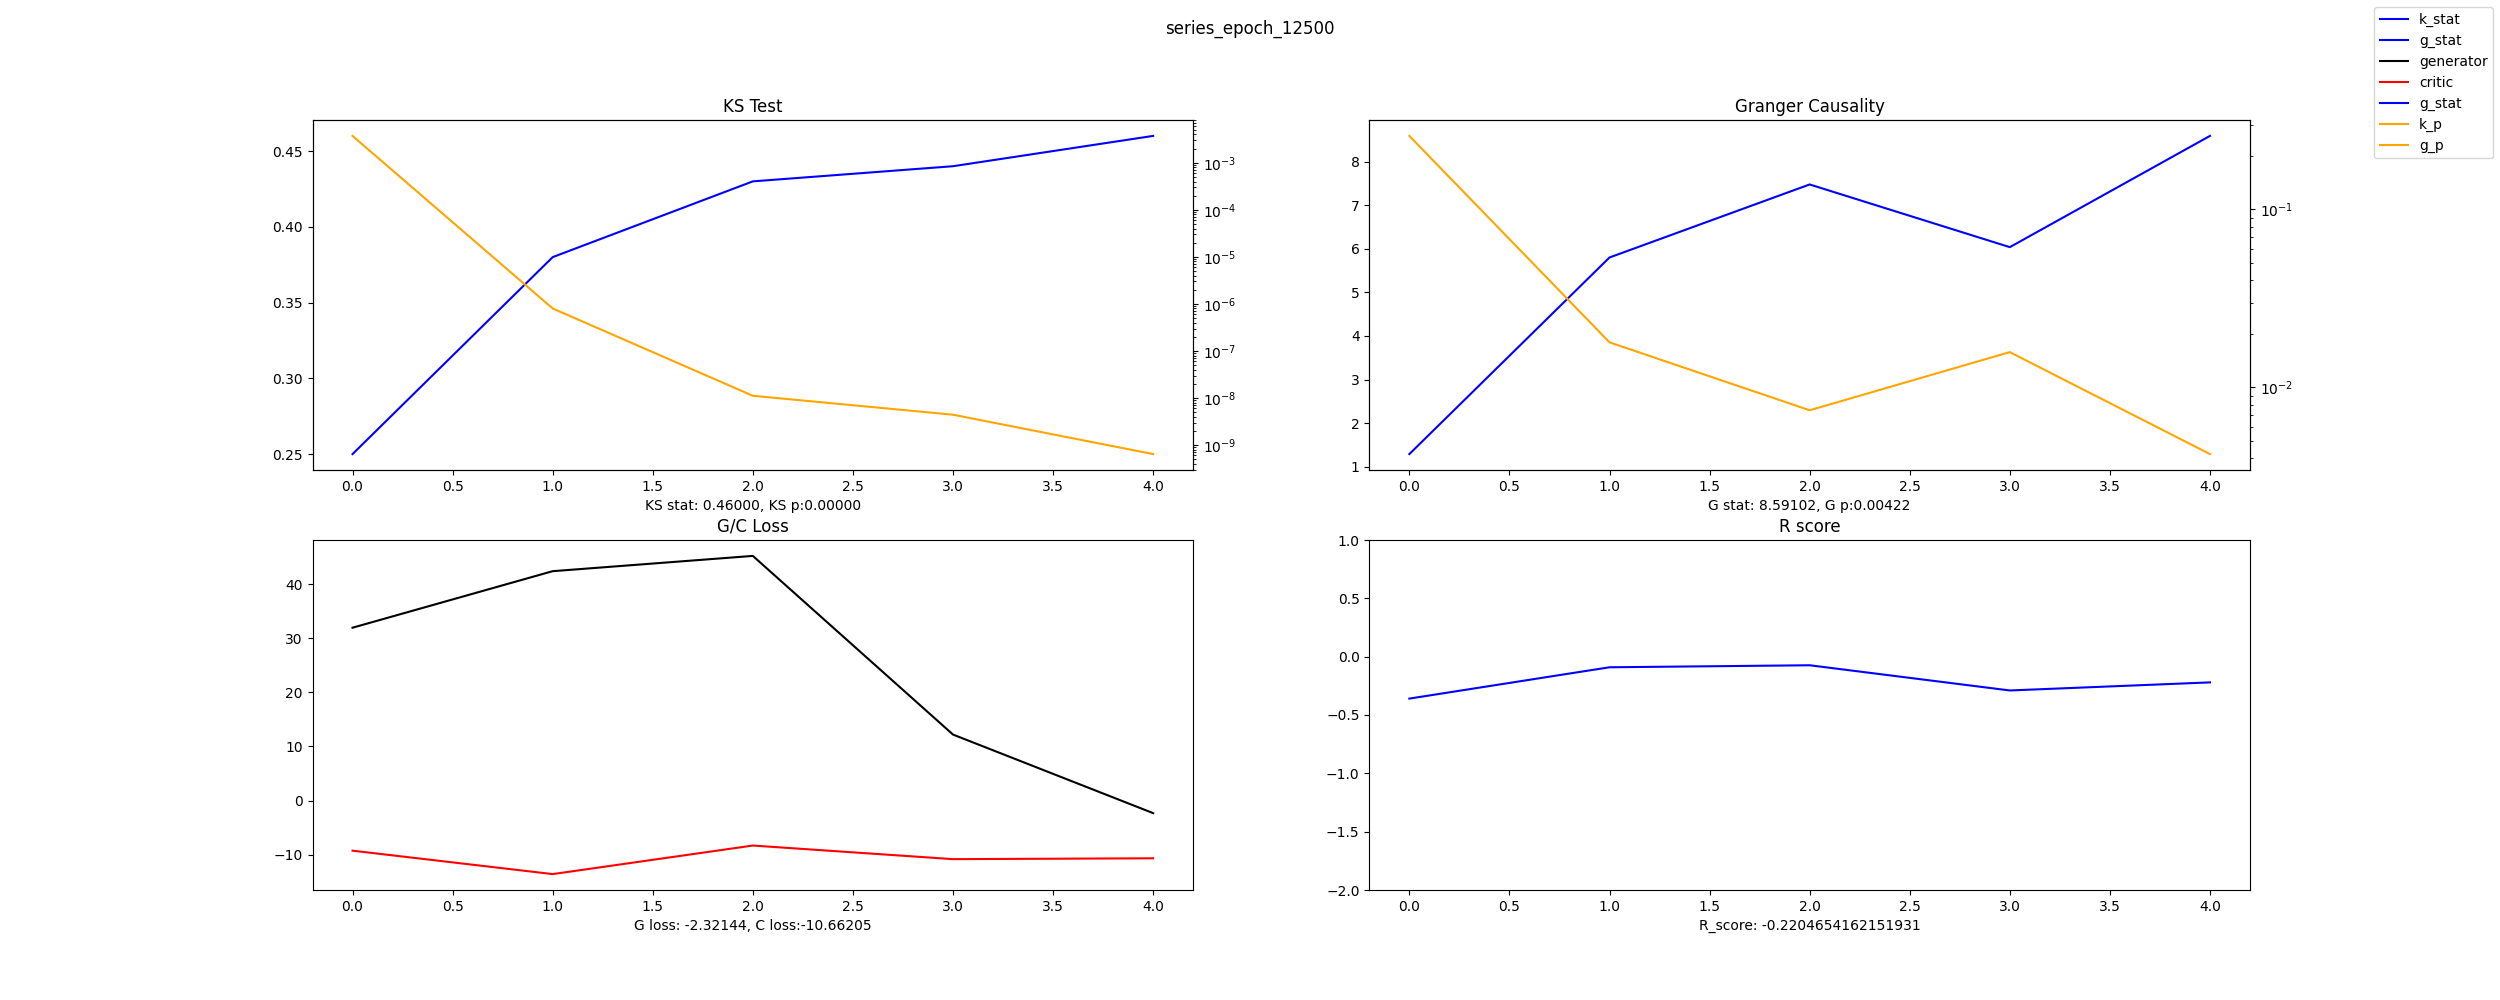 series_epoch_12500
k_stat
g_stat
generator
critic
g_stat
k_p
g_p
KS Test
0.45
0.40
0.35
0.30
0.25
10⁻³
10⁻⁴
10⁻⁵
10⁻⁶
10⁻⁷
10⁻⁸
10⁻⁹
0.0 0.5 1.0 1.5 2.0 2.5 3.0 3.5 4.0
KS stat: 0.46000, KS p:0.00000
Granger Causality
8
7
6
5
4
3
2
1
10⁻¹
10⁻²
0.0 0.5 1.0 1.5 2.0 2.5 3.0 3.5 4.0
G stat: 8.59102, G p:0.00422
G/C Loss
40
30
20
10
0
−10
0.0 0.5 1.0 1.5 2.0 2.5 3.0 3.5 4.0
G loss: -2.32144, C loss:-10.66205
R score
1.0
0.5
0.0
−0.5
−1.0
−1.5
−2.0
0.0 0.5 1.0 1.5 2.0 2.5 3.0 3.5 4.0
R_score: -0.2204654162151931